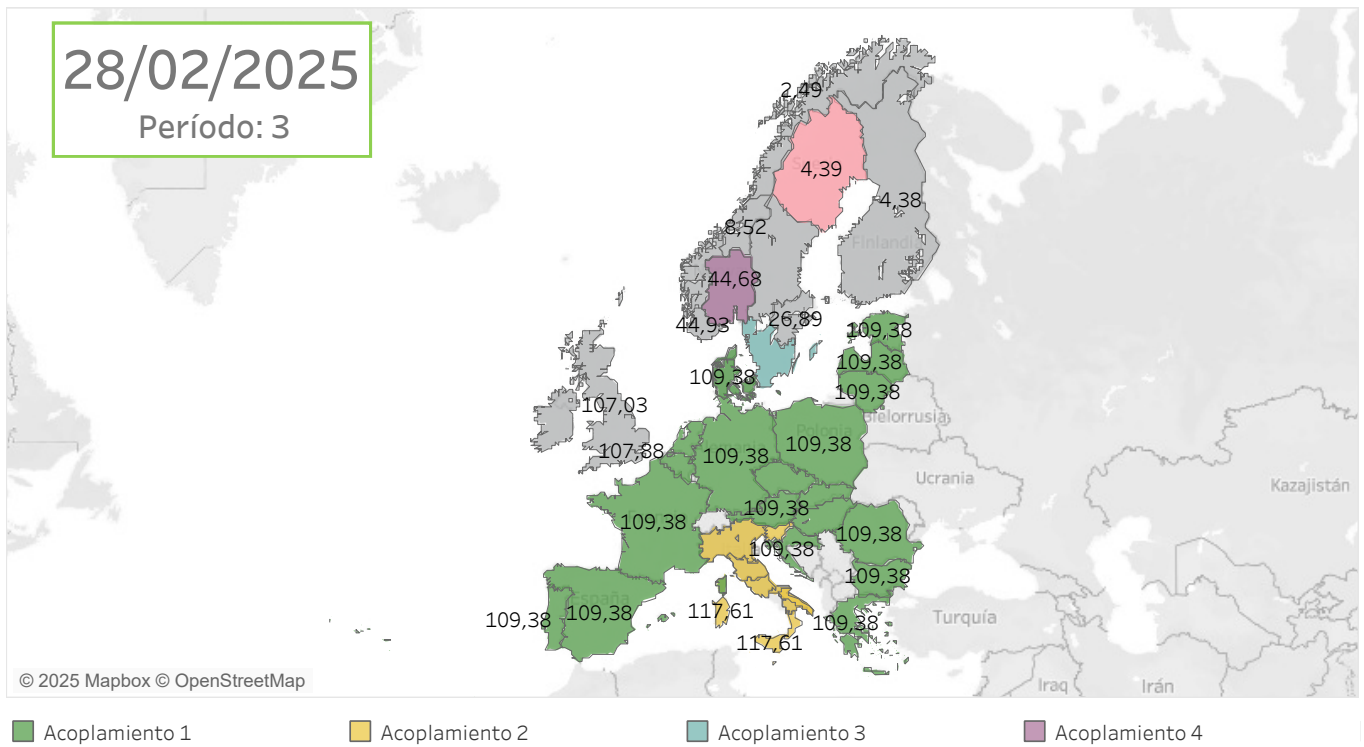 28/02/2025
Período: 3
2,49
4,39
4,38
8,52
Finlandia
44,68
44,93
26,89
109,38
109,38
109,38
109,38
107,03
Bielorrusia
Polonia
107,88
109,38
109,38
Ucrania
Kazajistán
109,38
109,38
109,38
109,38
109,38
España
109,38
109,38
117,61
109,38
Turquía
117,61
Iraq
Irán
© 2025 Mapbox © OpenStreetMap
Acoplamiento 1
Acoplamiento 2
Acoplamiento 3
Acoplamiento 4